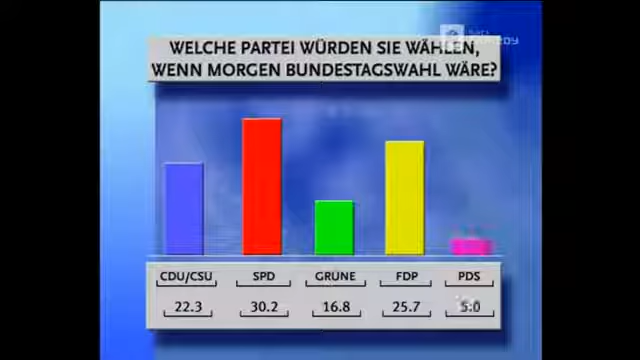 WELCHE PARTEI WÜRDEN SIE WÄHLEN,
WENN MORGEN BUNDESTAGSWAHL WÄRE?
CDU/CSU SPD GRÜNE FDP PDS
22.3 30.2 16.8 25.7 5.0